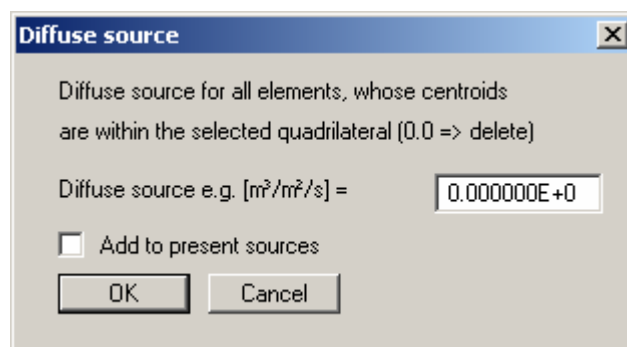 Diffuse source
Diffuse source for all elements, whose centroids
are within the selected quadrilateral (0.0 => delete)
Diffuse source e.g. [m³/m²/s] = 0.000000E+0
Add to present sources
OK Cancel